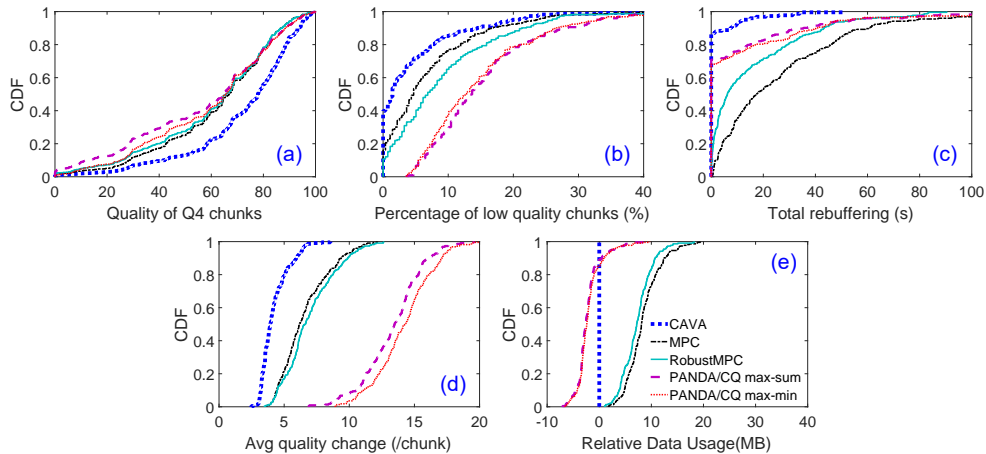 1
0.8
0.6
0.4
0.2
0
CDF
(a)
0 20 40 60 80 100
Quality of Q4 chunks
1
0.8
0.6
0.4
0.2
0
CDF
(b)
0 10 20 30 40
Percentage of low quality chunks (%)
1
0.8
0.6
0.4
0.2
0
CDF
(c)
0 20 40 60 80 100
Total rebuffering (s)
1
0.8
0.6
0.4
0.2
0
CDF
(d)
0 5 10 15 20
Avg quality change (/chunk)
1
0.8
0.6
0.4
0.2
0
CDF
(e)
CAVA
MPC
RobustMPC
PANDA/CQ max-sum
PANDA/CQ max-min
-10 0 10 20 30 40
Relative Data Usage(MB)